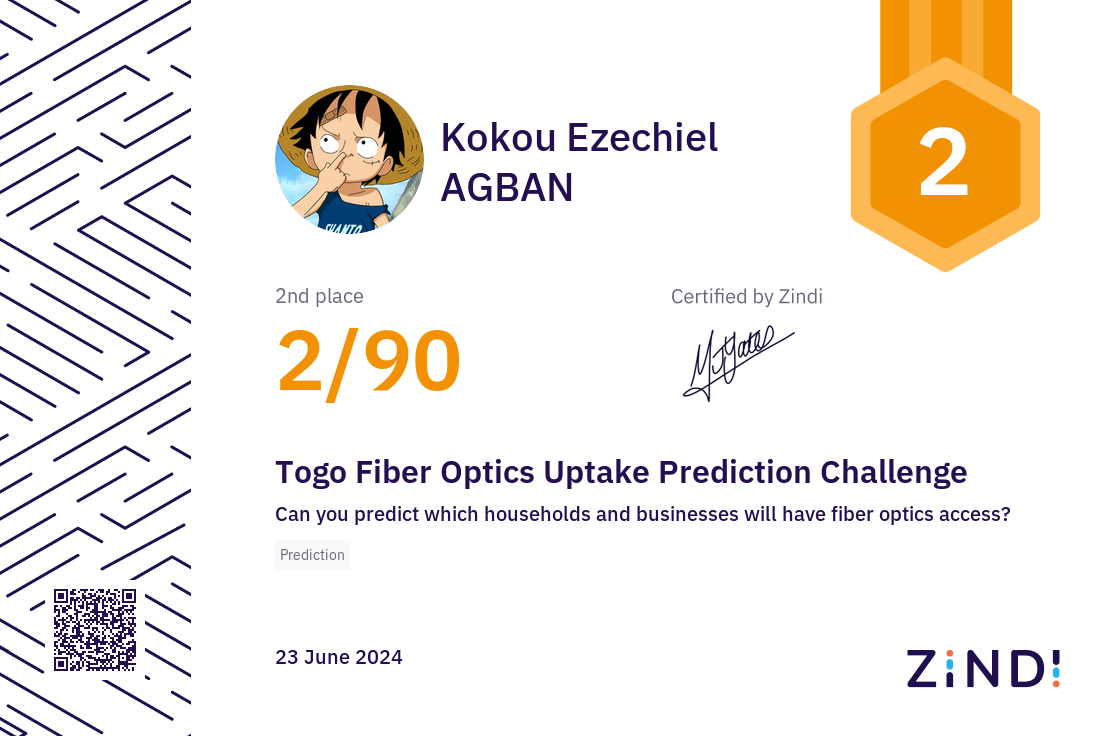 Kokou Ezechiel
AGBAN
2
2nd place
2/90
Certified by Zindi
Togo Fiber Optics Uptake Prediction Challenge
Can you predict which households and businesses will have fiber optics access?
Prediction
23 June 2024
ZiNDi